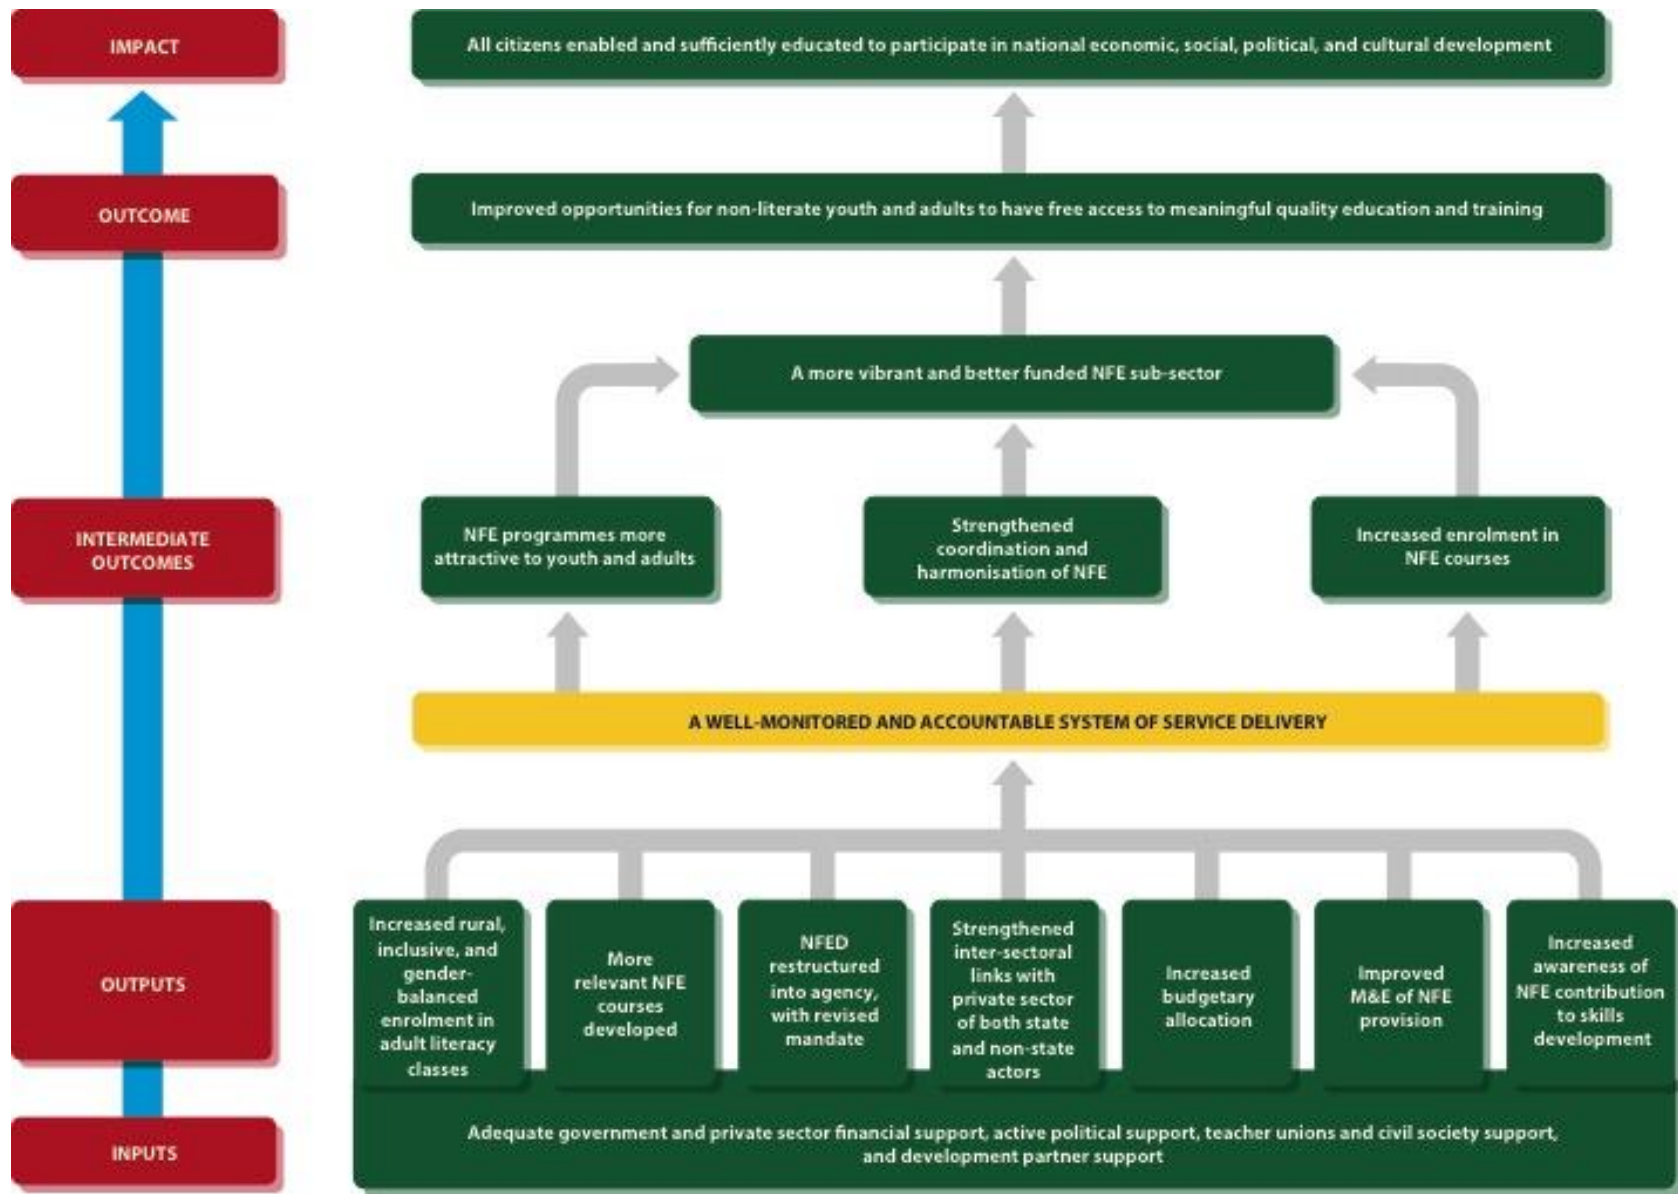 IMPACT
All citizens enabled and sufficiently educated to participate in national economic, social, political, and cultural development
OUTCOME
Improved opportunities for non-literate youth and adults to have free access to meaningful quality education and training
A more vibrant and better funded NFE sub-sector
INTERMEDIATE
OUTCOMES
NFE programmes more
attractive to youth and adults
Strengthened
coordination and
harmonisation of NFE
Increased enrolment in
NFE courses
A WELL-MONITORED AND ACCOUNTABLE SYSTEM OF SERVICE DELIVERY
OUTPUTS
Increased rural,
inclusive, and
gender-
balanced
enrolment in
adult literacy
classes
More
relevant NFE
courses
developed
NFED
restructured
into agency,
with revised
mandate
Strengthened
inter-sectoral
links with
private sector
of both state
and non-state
actors
Increased
budgetary
allocation
Improved
M&E of NFE
provision
Increased
awareness of
NFE contribution
to skills
development
INPUTS
Adequate government and private sector financial support, active political support, teacher unions and civil society support,
and development partner support